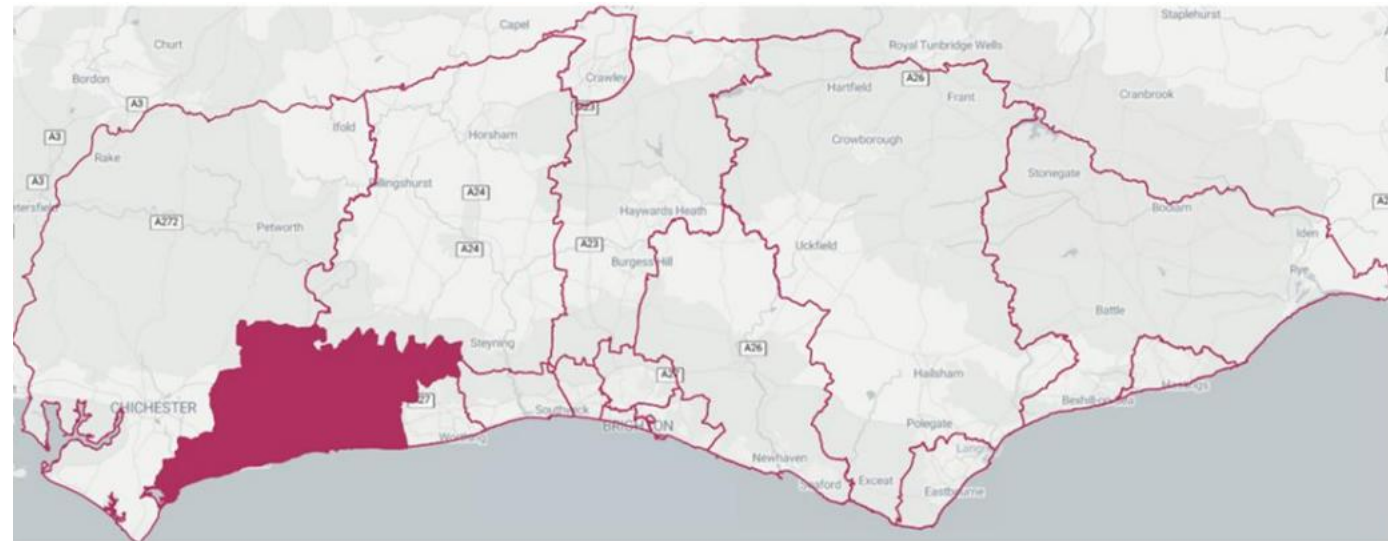 Staplehurst
Capel
Churt
Royal Tunbridge Wells
Bordon
Crawley
A26
Hartfield
Cranbrook
Frant
A3
Ifold
Horsham
A3
Crowborough
Rake
Stonegate
A3
A24
Bodiam
Haywards Heath
A272
Petworth
Iden
A24
A23
Uckfield
Burgess Hill
Rye
Battle
Steyning
A26
Hailsham
CHICHESTER
Southwick
BRIGHTON
Polegate
Newhaven
Seaford
Exceat
Eastbourne